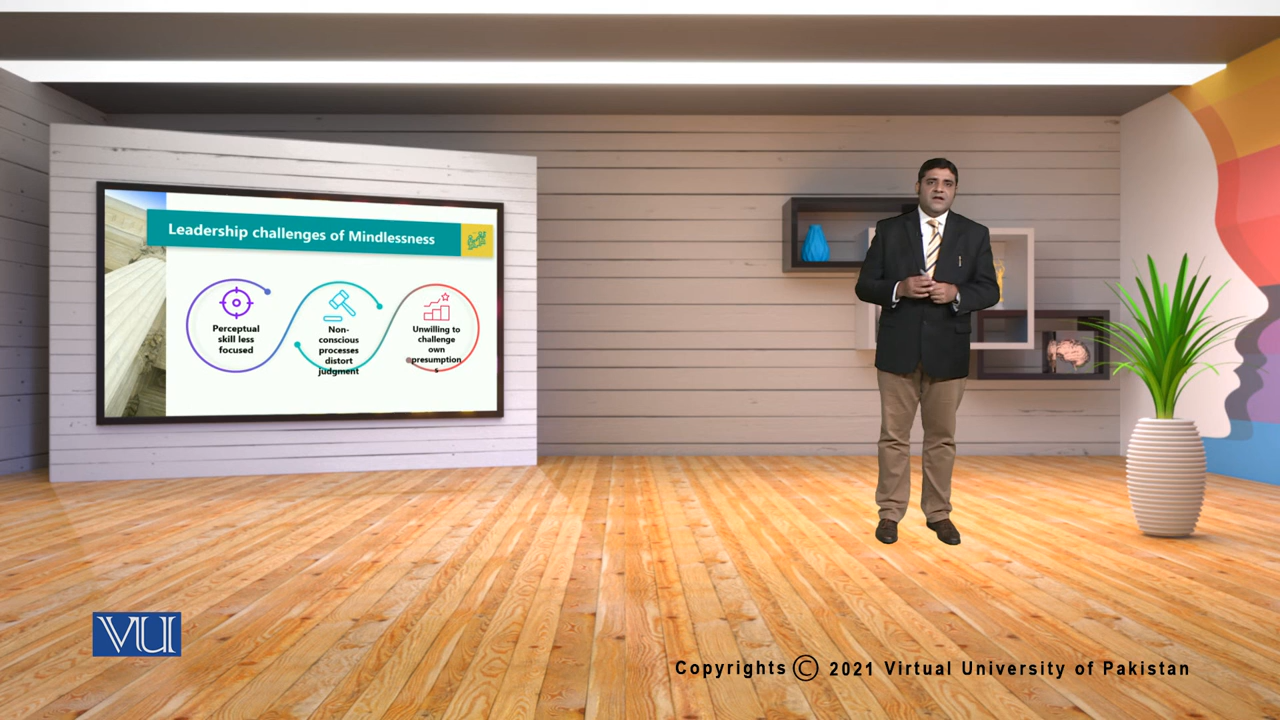 Leadership challenges of Mindlessness
Perceptual
skill less
focused
Non-
conscious
processes
distort
judgment
Unwilling to
challenge
own
presumption
s
VU
Copyrights © 2021 Virtual University of Pakistan